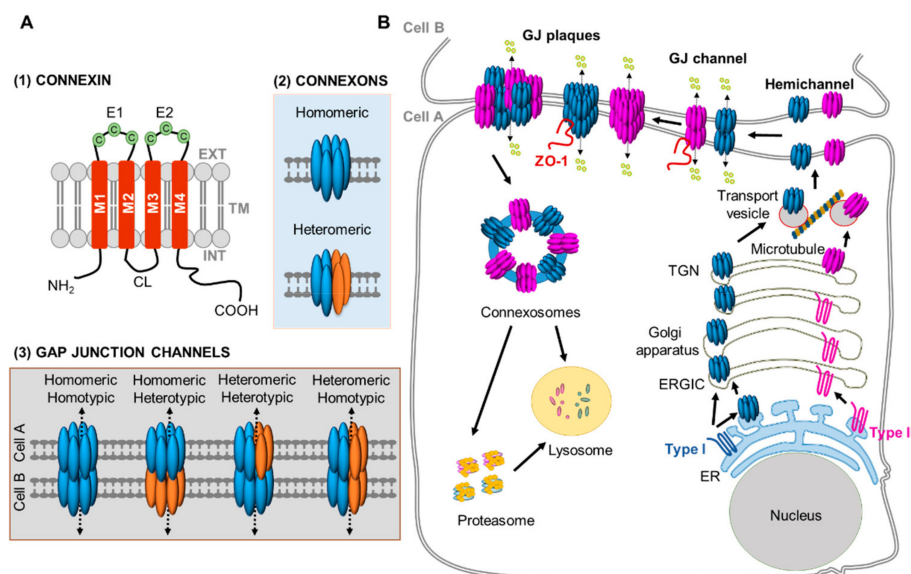 A
(1) CONNEXIN
E1
E2
C
C
C
C
C
C
EXT
M1
M2
M3
M4
TM
INT
NH2
CL
COOH
(2) CONNEXONS
Homomeric
Heteromeric
(3) GAP JUNCTION CHANNELS
Homomeric
Homotypic
Homomeric
Heterotypic
Heteromeric
Heterotypic
Heteromeric
Homotypic
Cell A
Cell B
B
Cell B
GJ plaques
GJ channel
Hemichannel
Cell A
ZO-1
Transport
vesicle
Microtubule
TGN
Connexosomes
Golgi
apparatus
ERGIC
Lysosome
Type I
Type I
ER
Proteasome
Nucleus